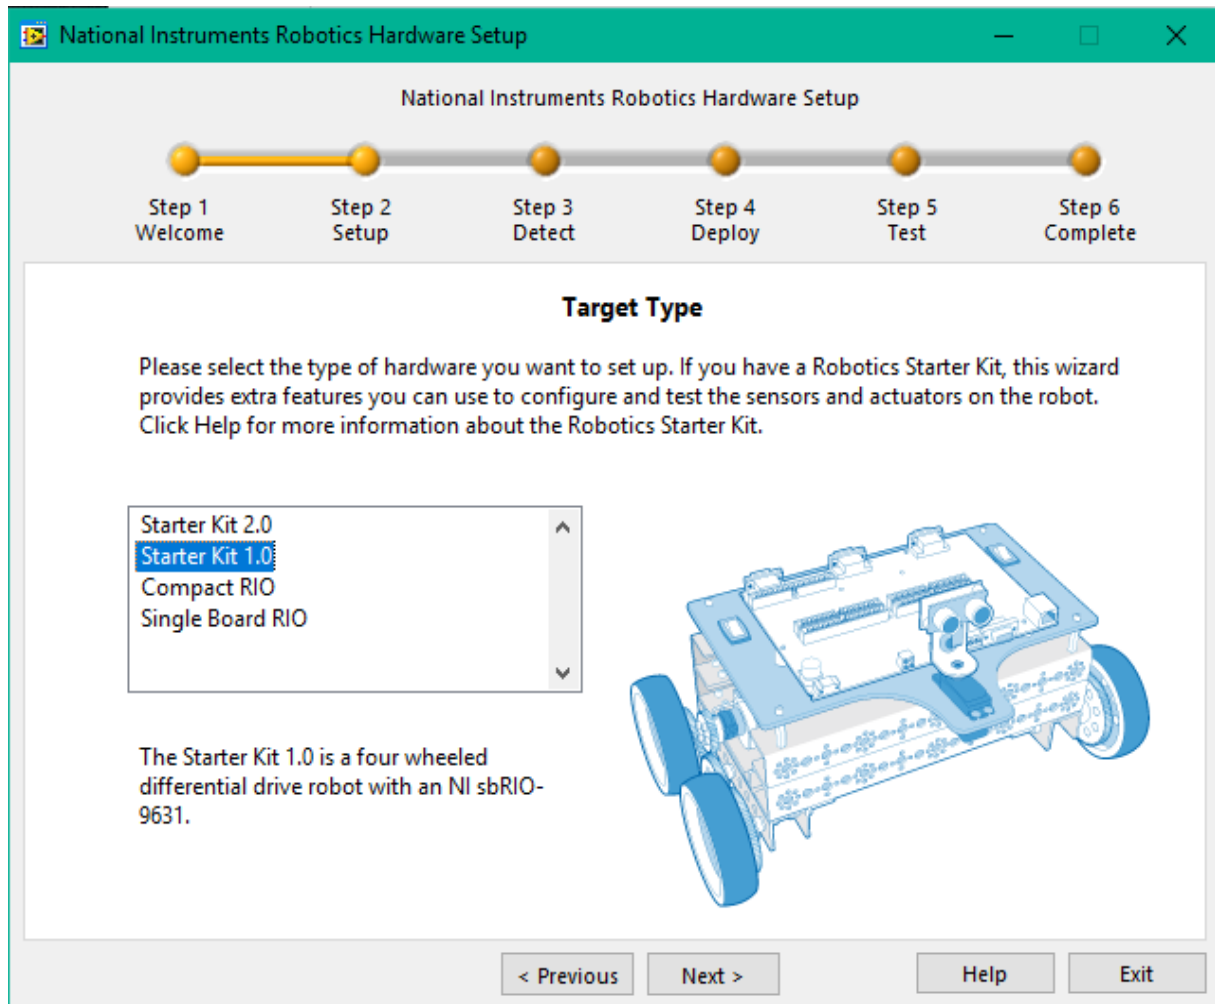 National Instruments Robotics Hardware Setup
National Instruments Robotics Hardware Setup
Step 1 Step 2 Step 3 Step 4 Step 5 Step 6
Welcome Setup Detect Deploy Test Complete
Target Type
Please select the type of hardware you want to set up. If you have a Robotics Starter Kit, this wizard
provides extra features you can use to configure and test the sensors and actuators on the robot.
Click Help for more information about the Robotics Starter Kit.
Starter Kit 2.0
Starter Kit 1.0
Compact RIO
Single Board RIO
The Starter Kit 1.0 is a four wheeled
differential drive robot with an NI sbRIO-
9631.
< Previous Next > Help Exit